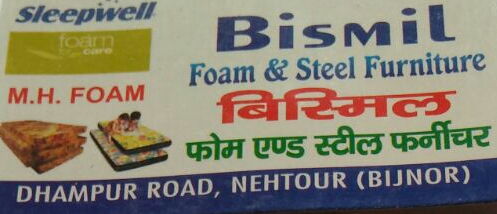 Sleepwell
foam
care
M.H. FOAM
BISMIL
Foam & Steel Furniture
बिस्मिल
फोम एण्ड स्टील फर्नीचर
DHAMPUR ROAD, NEHTOUR (BIJNOR)